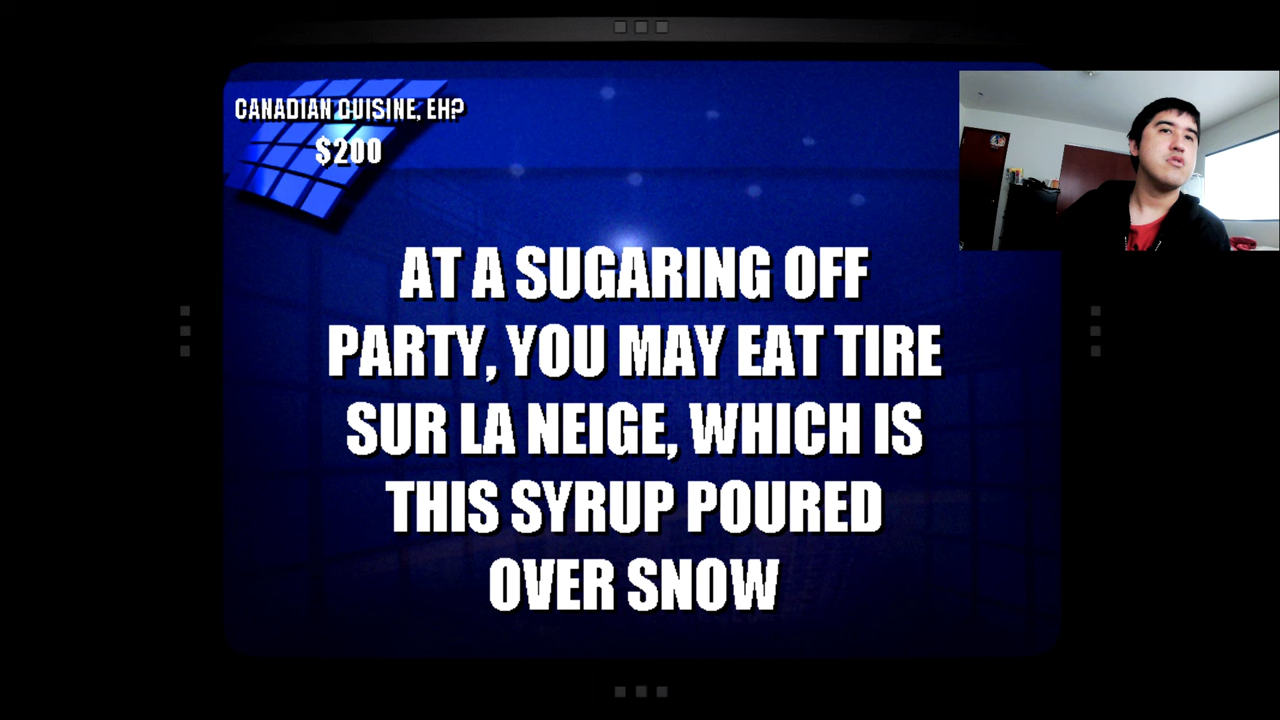 CANADIAN CUISINE, EH?
$200
AT A SUGARING OFF
PARTY, YOU MAY EAT TIRE
SUR LA NEIGE, WHICH IS
THIS SYRUP POURED
OVER SNOW